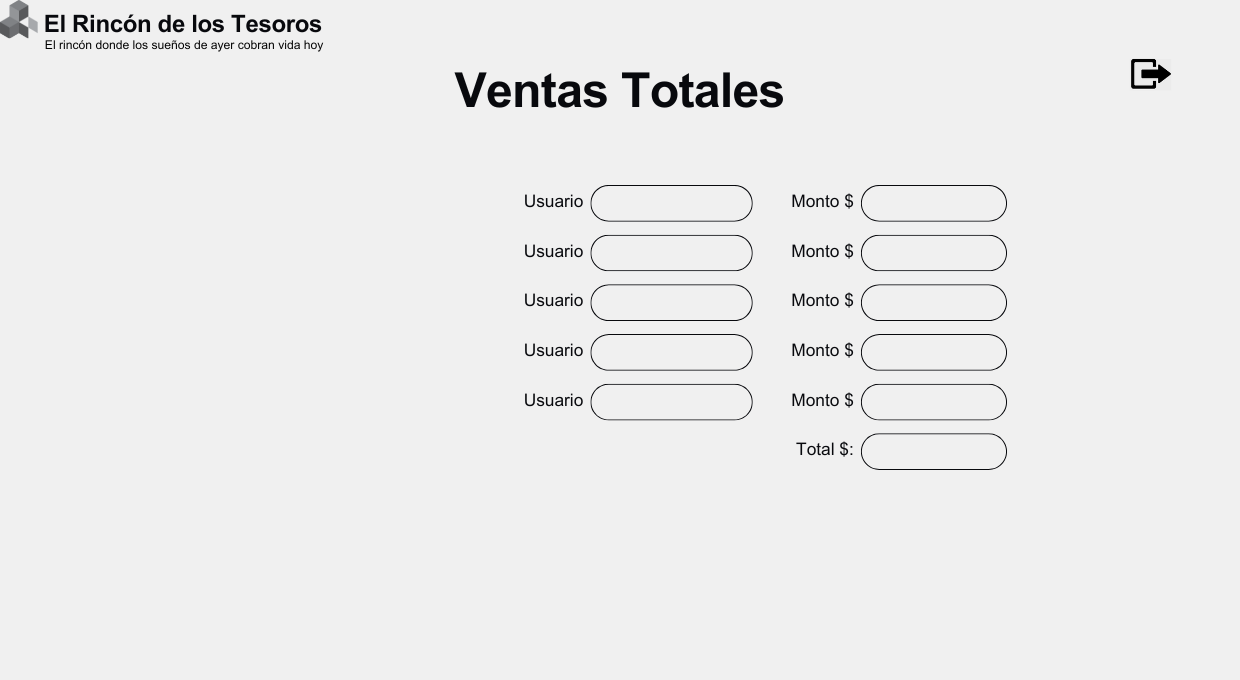 El Rincón de los Tesoros
El rincón donde los sueños de ayer cobran vida hoy
Ventas Totales
Usuario Monto $
Usuario Monto $
Usuario Monto $
Usuario Monto $
Usuario Monto $
Total $: